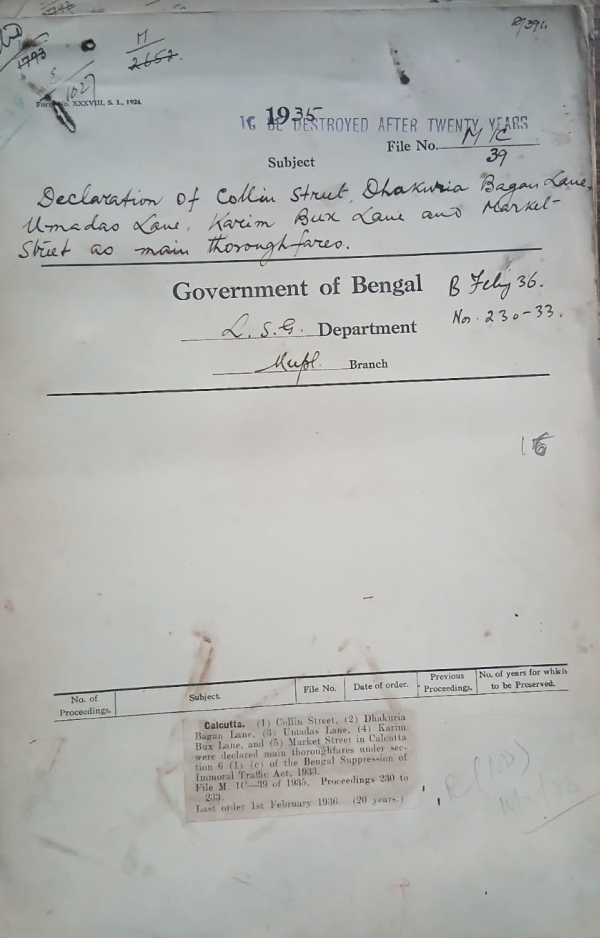 2/391.
1793
M
2652
S
1027
Form No. XXXVIII, S. I., 1924
1935
TO BE DESTROYED AFTER TWENTY YEARS
File No. M 1C
39
Subject
Declaration of Collin Street, Dhakuria Bagan Lane,
Umadas Lane, Karim Bux Lane and Market
Street as main thoroughfares.
Government of Bengal
B Feby 36.
L. S. G. Department
Nos. 230-33.
Mupl. Branch
No. of Proceedings.
Subject.
File No.
Date of order.
Previous Proceedings.
No. of years for which to be Preserved.
Calcutta. (1) Collin Street, (2) Dhakuria
Bagan Lane, (3) Umadas Lane, (4) Karim
Bux Lane, and (5) Market Street in Calcutta
were declared main thoroughfares under sec-
tion 6 (1) (c) of the Bengal Suppression of
Immoral Traffic Act, 1933.
File M. 1C—39 of 1935. Proceedings 230 to
233.
Last order 1st February 1936. (20 years.)